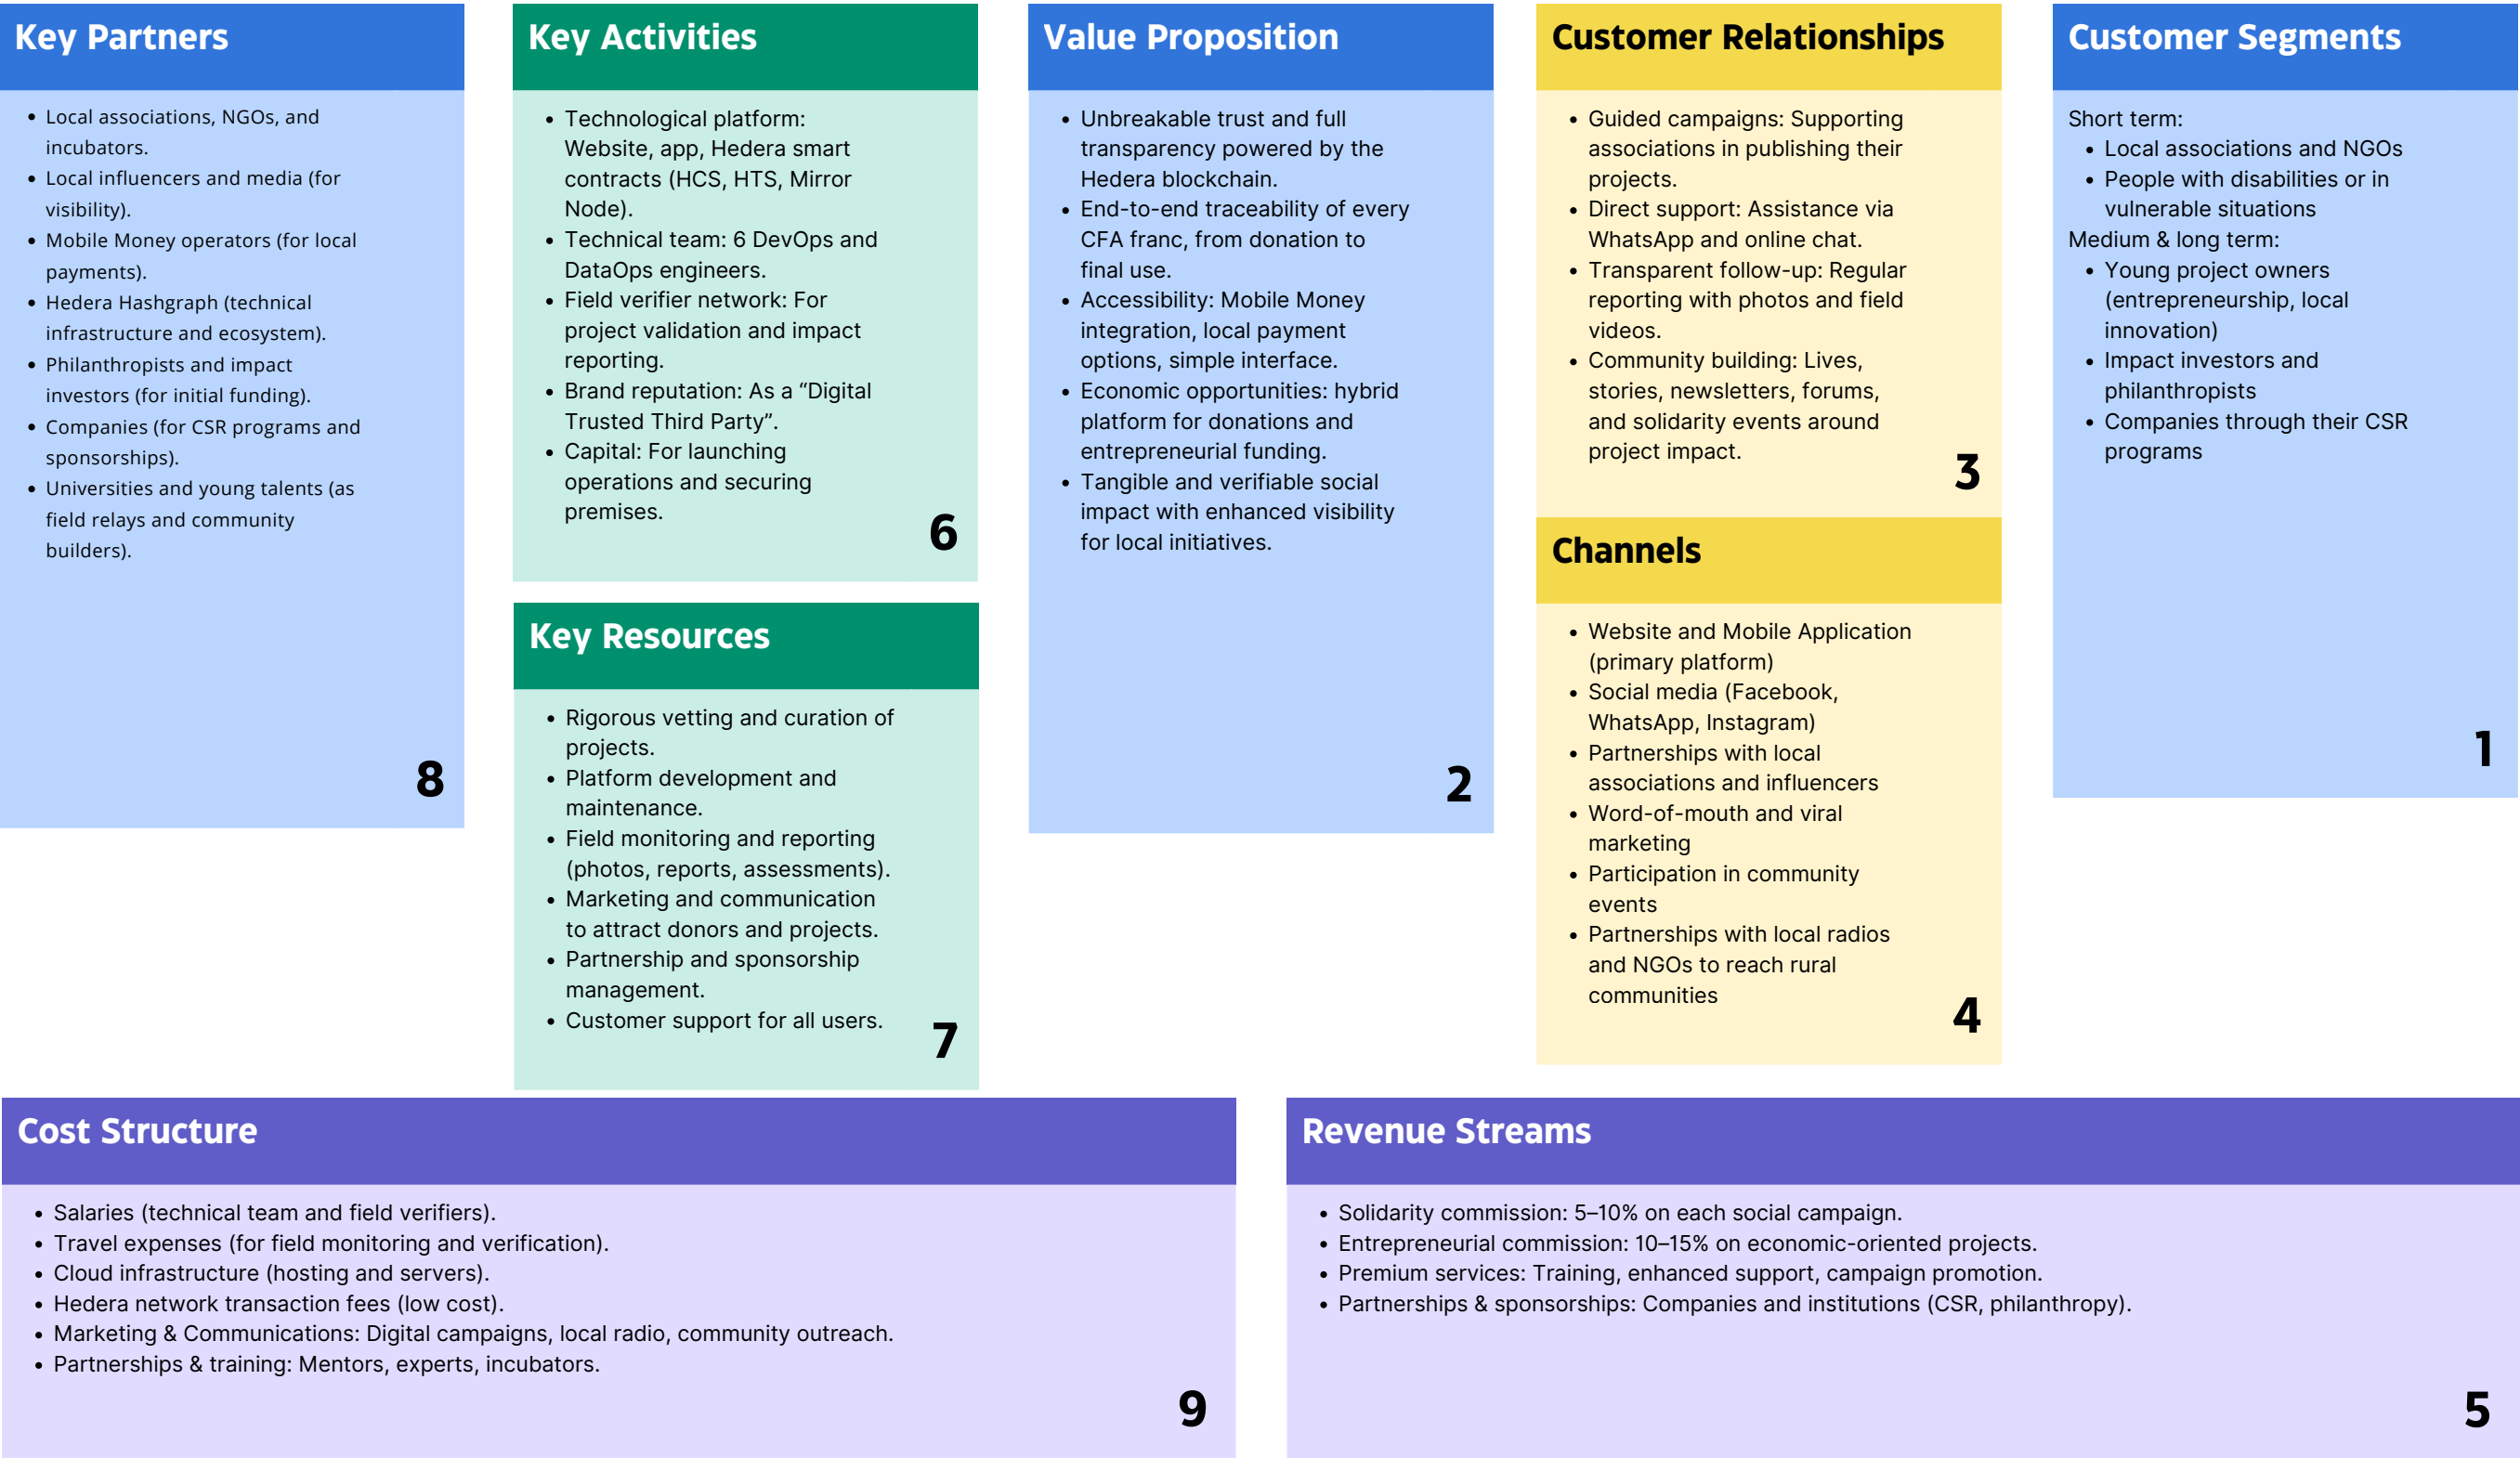 Key Partners
• Local associations, NGOs, and
incubators.
• Local influencers and media (for
visibility).
• Mobile Money operators (for local
payments).
• Hedera Hashgraph (technical
infrastructure and ecosystem).
• Philanthropists and impact
investors (for initial funding).
• Companies (for CSR programs and
sponsorships).
• Universities and young talents (as
field relays and community
builders).
8
Key Activities
• Technological platform:
Website, app, Hedera smart
contracts (HCS, HTS, Mirror
Node).
• Technical team: 6 DevOps and
DataOps engineers.
• Field verifier network: For
project validation and impact
reporting.
• Brand reputation: As a “Digital
Trusted Third Party”.
• Capital: For launching
operations and securing
premises.
6
Key Resources
• Rigorous vetting and curation of
projects.
• Platform development and
maintenance.
• Field monitoring and reporting
(photos, reports, assessments).
• Marketing and communication
to attract donors and projects.
• Partnership and sponsorship
management.
• Customer support for all users.
7
Value Proposition
• Unbreakable trust and full
transparency powered by the
Hedera blockchain.
• End-to-end traceability of every
CFA franc, from donation to
final use.
• Accessibility: Mobile Money
integration, local payment
options, simple interface.
• Economic opportunities: hybrid
platform for donations and
entrepreneurial funding.
• Tangible and verifiable social
impact with enhanced visibility
for local initiatives.
2
Customer Relationships
• Guided campaigns: Supporting
associations in publishing their
projects.
• Direct support: Assistance via
WhatsApp and online chat.
• Transparent follow-up: Regular
reporting with photos and field
videos.
• Community building: Lives,
stories, newsletters, forums,
and solidarity events around
project impact.
3
Channels
• Website and Mobile Application
(primary platform)
• Social media (Facebook,
WhatsApp, Instagram)
• Partnerships with local
associations and influencers
• Word-of-mouth and viral
marketing
• Participation in community
events
• Partnerships with local radios
and NGOs to reach rural
communities
4
Customer Segments
Short term:
• Local associations and NGOs
• People with disabilities or in
vulnerable situations
Medium & long term:
• Young project owners
(entrepreneurship, local
innovation)
• Impact investors and
philanthropists
• Companies through their CSR
programs
1
Cost Structure
• Salaries (technical team and field verifiers).
• Travel expenses (for field monitoring and verification).
• Cloud infrastructure (hosting and servers).
• Hedera network transaction fees (low cost).
• Marketing & Communications: Digital campaigns, local radio, community outreach.
• Partnerships & training: Mentors, experts, incubators.
9
Revenue Streams
• Solidarity commission: 5–10% on each social campaign.
• Entrepreneurial commission: 10–15% on economic-oriented projects.
• Premium services: Training, enhanced support, campaign promotion.
• Partnerships & sponsorships: Companies and institutions (CSR, philanthropy).
5